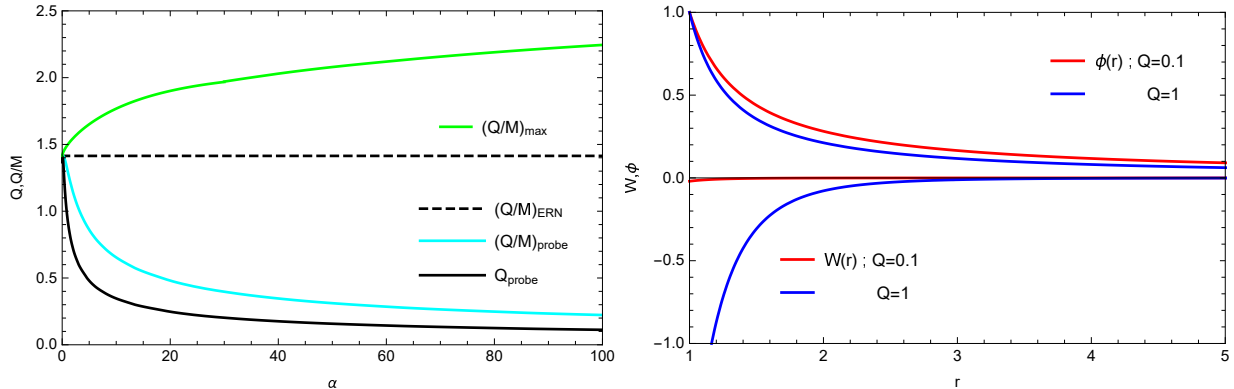 2.5
2.0
1.5
1.0
0.5
0.0
Q,Q/M
(Q/M)max
(Q/M)ERN
(Q/M)probe
Qprobe
0 20 40 60 80 100
α
1.0
0.5
0.0
-0.5
-1.0
W,ϕ
ϕ(r) ; Q=0.1
Q=1
W(r) ; Q=0.1
Q=1
1 2 3 4 5
r